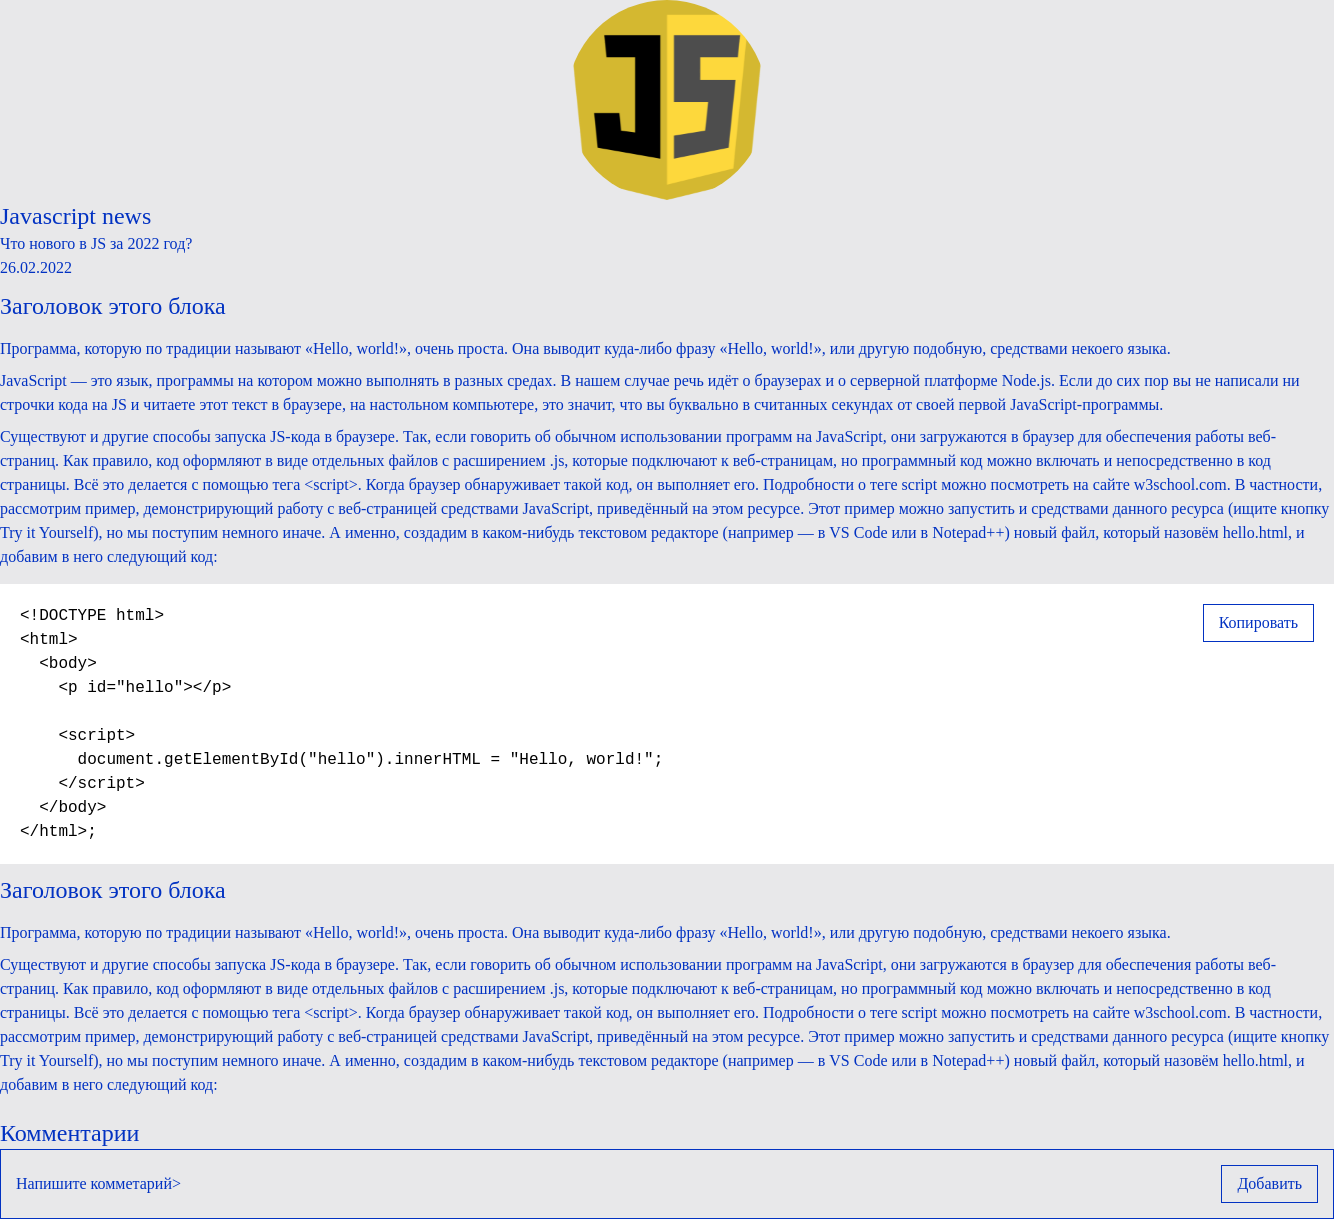 JS
Javascript news
Что нового в JS за 2022 год?
26.02.2022
Заголовок этого блока
Программа, которую по традиции называют «Hello, world!», очень проста. Она выводит куда-либо фразу «Hello, world!», или другую подобную, средствами некоего языка.
JavaScript — это язык, программы на котором можно выполнять в разных средах. В нашем случае речь идёт о браузерах и о серверной платформе Node.js. Если до сих пор вы не написали ни
строчки кода на JS и читаете этот текст в браузере, на настольном компьютере, это значит, что вы буквально в считанных секундах от своей первой JavaScript-программы.
Существуют и другие способы запуска JS-кода в браузере. Так, если говорить об обычном использовании программ на JavaScript, они загружаются в браузер для обеспечения работы веб-
страниц. Как правило, код оформляют в виде отдельных файлов с расширением .js, которые подключают к веб-страницам, но программный код можно включать и непосредственно в код
страницы. Всё это делается с помощью тега <script>. Когда браузер обнаруживает такой код, он выполняет его. Подробности о теге script можно посмотреть на сайте w3school.com. В частности,
рассмотрим пример, демонстрирующий работу с веб-страницей средствами JavaScript, приведённый на этом ресурсе. Этот пример можно запустить и средствами данного ресурса (ищите кнопку
Try it Yourself), но мы поступим немного иначе. А именно, создадим в каком-нибудь текстовом редакторе (например — в VS Code или в Notepad++) новый файл, который назовём hello.html, и
добавим в него следующий код:
<!DOCTYPE html>
Копировать
<html>
  <body>
    <p id="hello"></p>
    <script>
      document.getElementById("hello").innerHTML = "Hello, world!";
    </script>
  </body>
</html>;
Заголовок этого блока
Программа, которую по традиции называют «Hello, world!», очень проста. Она выводит куда-либо фразу «Hello, world!», или другую подобную, средствами некоего языка.
Существуют и другие способы запуска JS-кода в браузере. Так, если говорить об обычном использовании программ на JavaScript, они загружаются в браузер для обеспечения работы веб-
страниц. Как правило, код оформляют в виде отдельных файлов с расширением .js, которые подключают к веб-страницам, но программный код можно включать и непосредственно в код
страницы. Всё это делается с помощью тега <script>. Когда браузер обнаруживает такой код, он выполняет его. Подробности о теге script можно посмотреть на сайте w3school.com. В частности,
рассмотрим пример, демонстрирующий работу с веб-страницей средствами JavaScript, приведённый на этом ресурсе. Этот пример можно запустить и средствами данного ресурса (ищите кнопку
Try it Yourself), но мы поступим немного иначе. А именно, создадим в каком-нибудь текстовом редакторе (например — в VS Code или в Notepad++) новый файл, который назовём hello.html, и
добавим в него следующий код:
Комментарии
Напишите комметарий>
Добавить